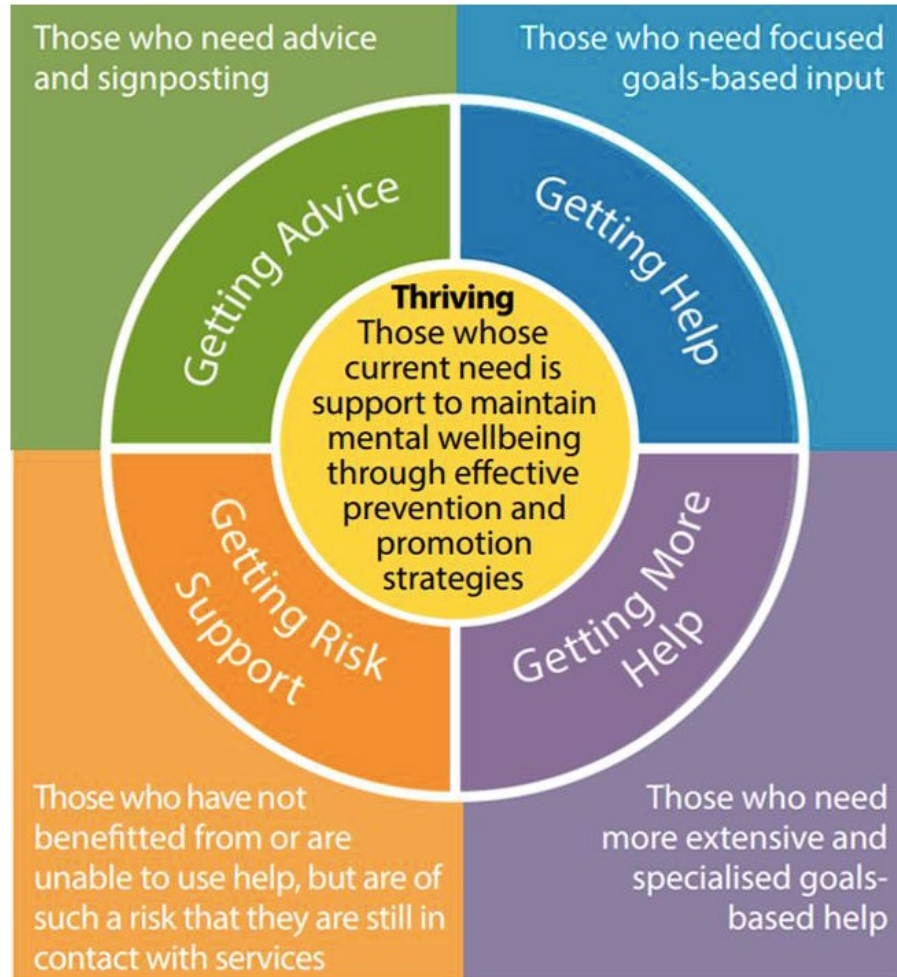 Those who need advice
and signposting
Those who need focused
goals-based input
Getting Advice
Getting Help
Thriving
Those whose
current need is
support to maintain
mental wellbeing
through effective
prevention and
promotion
strategies
Getting Risk
Support
Getting More
Help
Those who have not
benefitted from or are
unable to use help, but are of
such a risk that they are still in
contact with services
Those who need
more extensive and
specialised goals-
based help